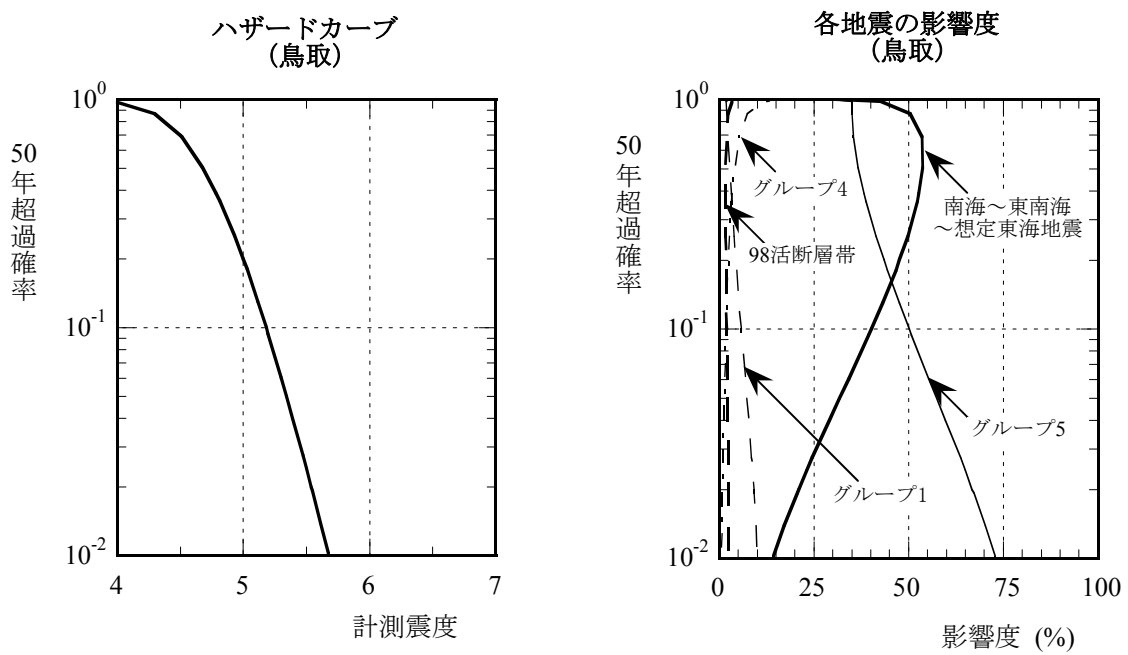 ハザードカーブ
（鳥取）
50
年
超
過
確
率
10^0
10^-1
10^-2
4
5
6
7
計測震度
各地震の影響度
（鳥取）
50
年
超
過
確
率
10^0
10^-1
10^-2
グループ4
南海～東南海
～想定東海地震
98活断層帯
グループ5
グループ1
0
25
50
75
100
影響度 (%)